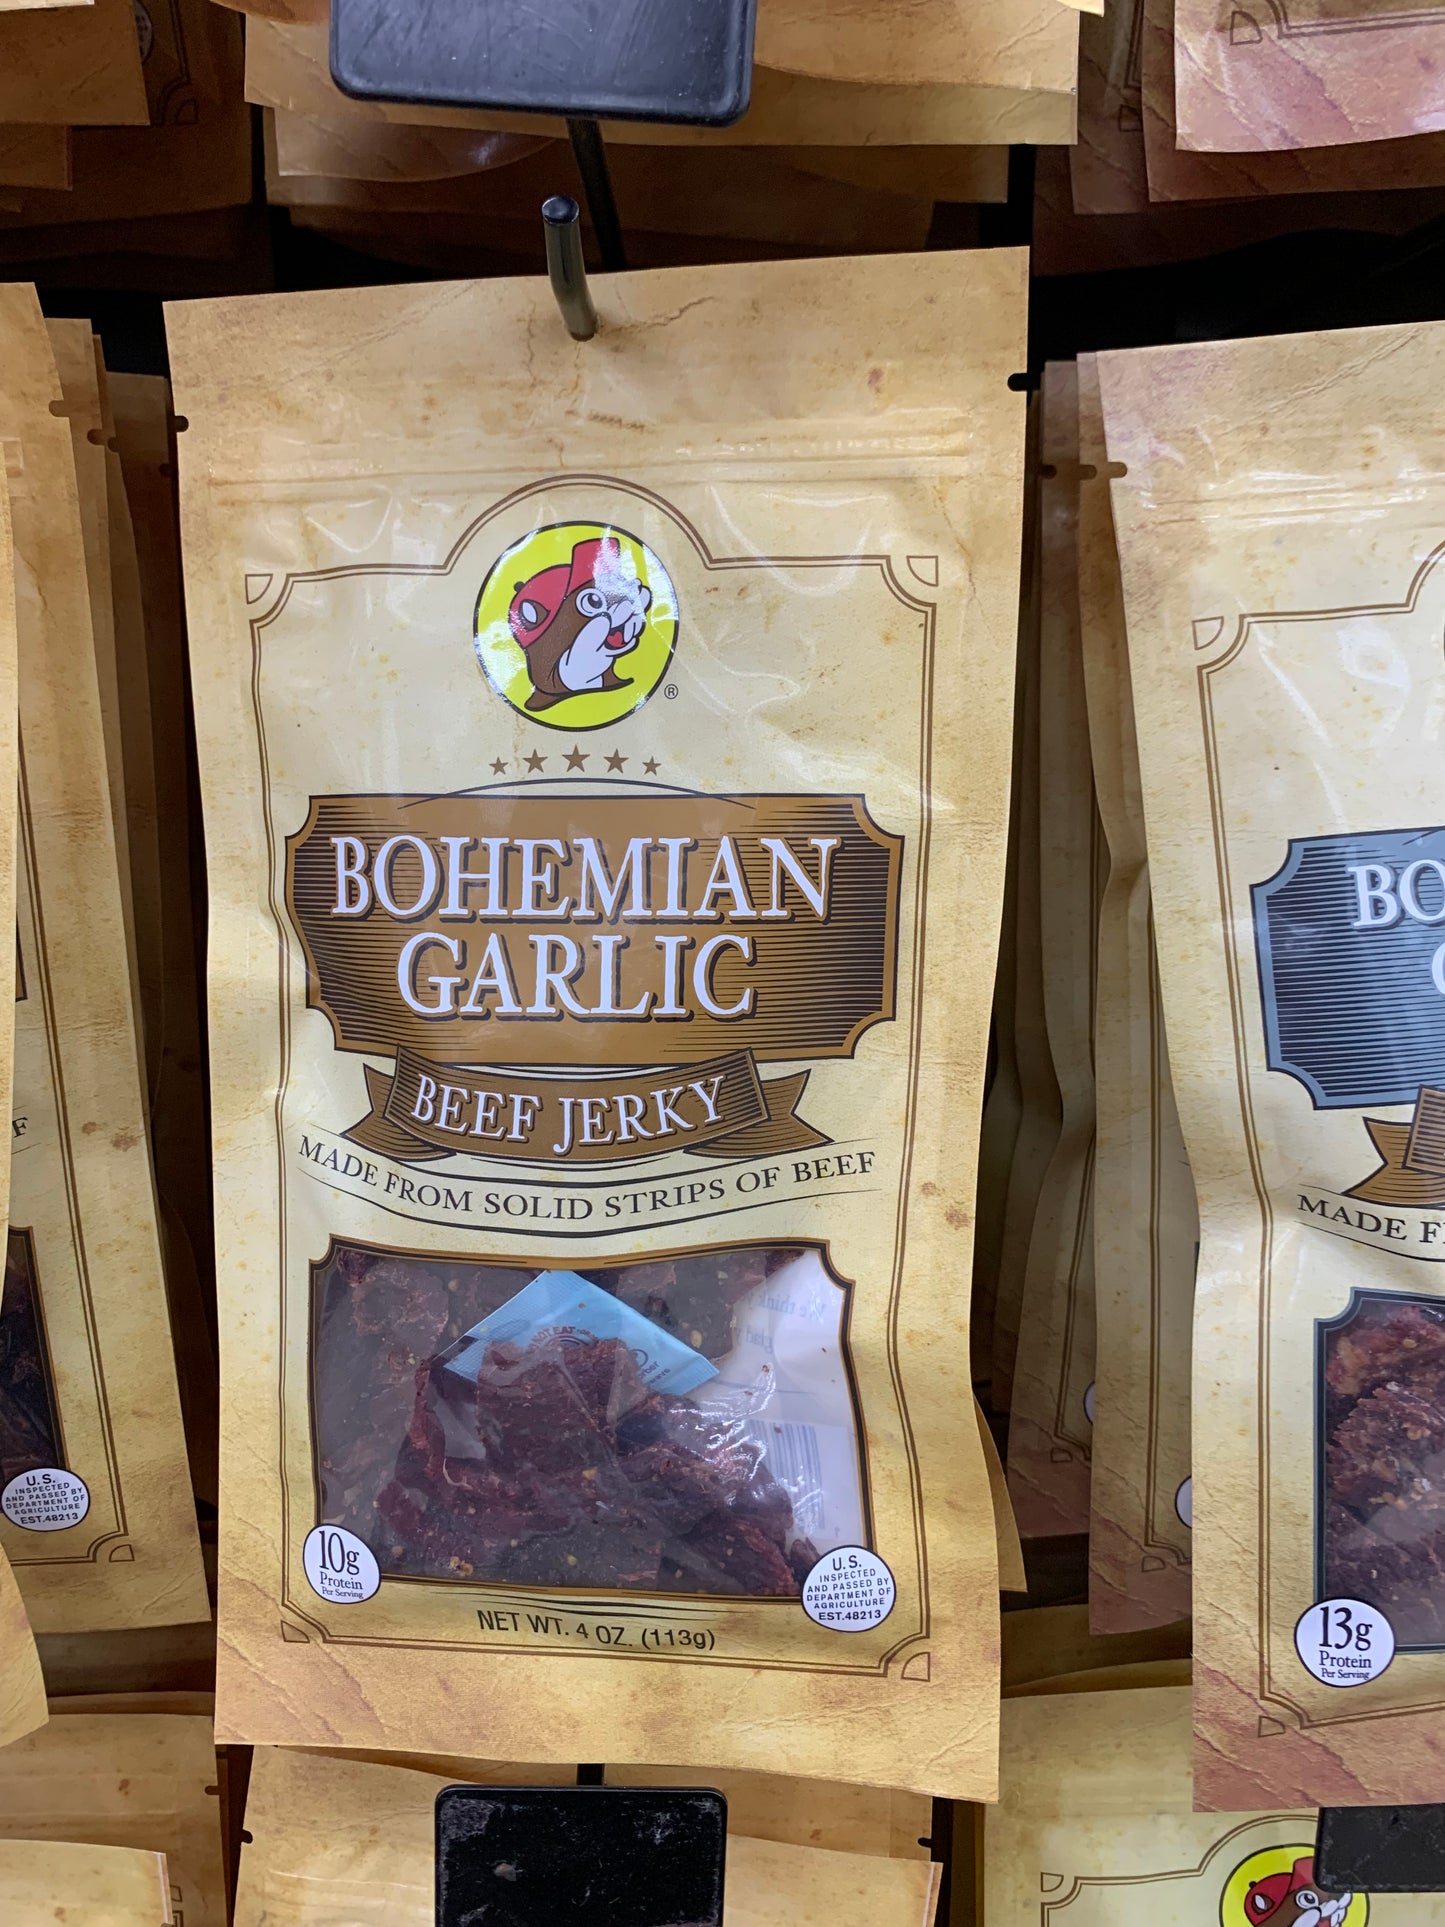 ®
BOHEMIAN
GARLIC
BEEF JERKY
MADE FROM SOLID STRIPS OF BEEF
NOT EAT
10g
Protein
Per Serving
U.S.
INSPECTED
AND PASSED BY
DEPARTMENT OF
AGRICULTURE
EST.48213
NET WT. 4 OZ. (113g)
U.S.
INSPECTED
AND PASSED BY
DEPARTMENT OF
AGRICULTURE
EST.48213
BO
MADE F
13g
Protein
Per Serving